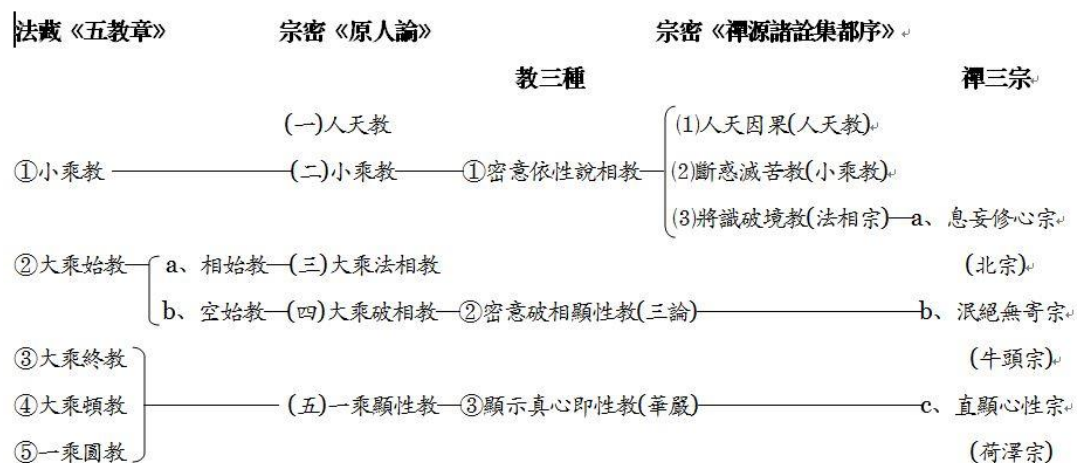 法藏《五教章》 宗密《原人論》 宗密《禪源諸詮集都序》
教三種 禪三宗
(一)人天教 (1)人天因果(人天教)
①小乘教 (二)小乘教 ①密意依性說相教 (2)斷惑滅苦教(小乘教)
(3)將識破境教(法相宗) a、息妄修心宗
②大乘始教 a、相始教 (三)大乘法相教 (北宗)
b、空始教 (四)大乘破相教 ②密意破相顯性教(三論) b、泯絕無寄宗
③大乘終教 (牛頭宗)
④大乘頓教 (五)一乘顯性教 ③顯示真心即性教(華嚴) c、直顯心性宗
⑤一乘圓教 (荷澤宗)